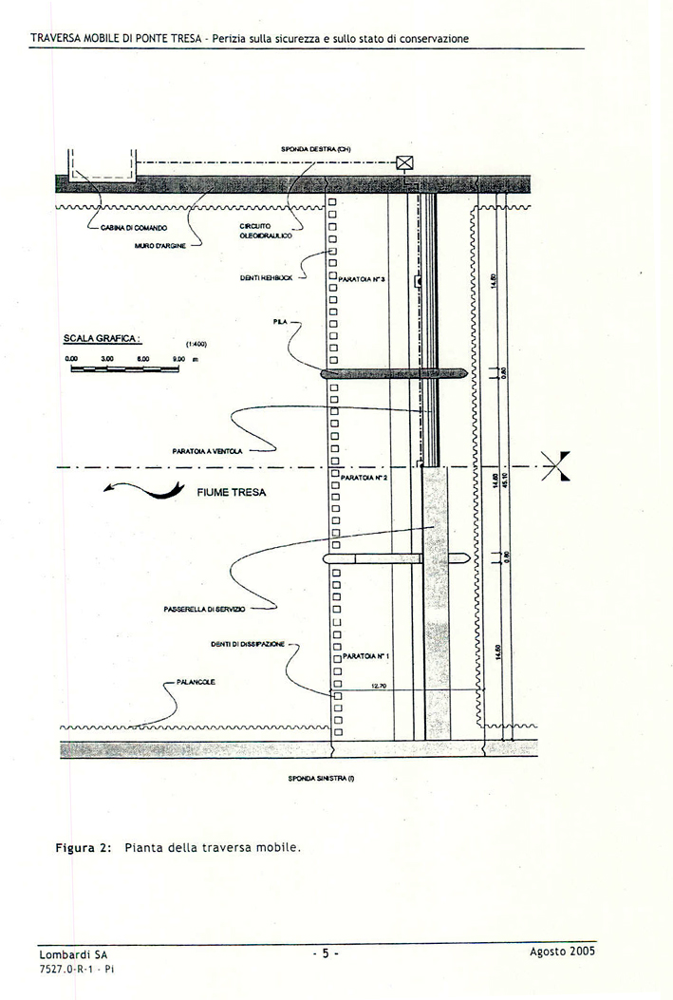 TRAVERSA MOBILE DI PONTE TRESA - Perizia sulla sicurezza e sullo stato di conservazione
SPONDA DESTRA (CH)
CABINA DI COMANDO
MURO D'ARGINE
CIRCUITO
OLEOIDRAULICO
DENTI REHBOCK
PARATOIA N° 3
14.50
PILA
SCALA GRAFICA :
(1:400)
0.00 3.00 6.00 9.00 m
0.80
PARATOIA A VENTOLA
PARATOIA N° 2
FIUME TRESA
14.50
45.10
0.80
PASSERELLA DI SERVIZIO
DENTI DI DISSIPAZIONE
PARATOIA N° 1
14.50
PALANCOLE
12.70
SPONDA SINISTRA (I)
Figura 2: Pianta della traversa mobile.
Lombardi SA
- 5 -
Agosto 2005
7527.0-R-1 - Pi